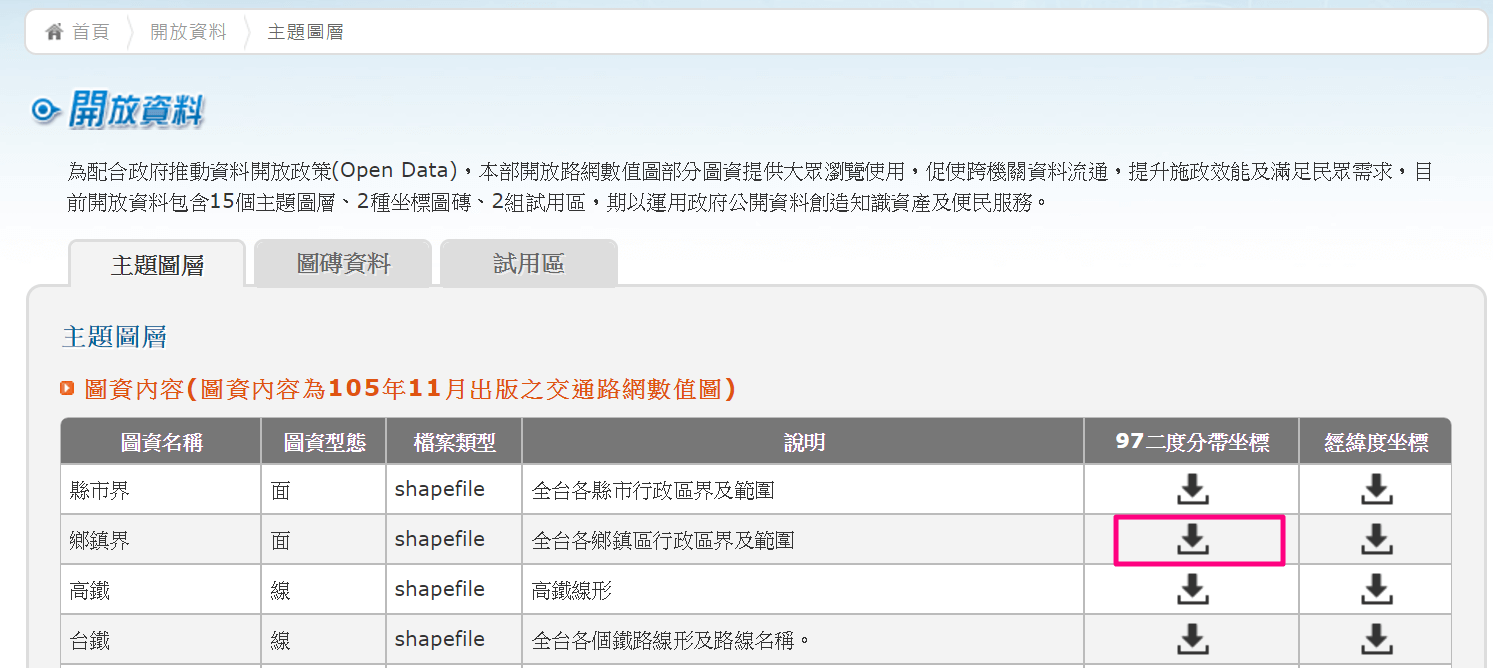 首頁 開放資料 主題圖層
開放資料
為配合政府推動資料開放政策(Open Data)，本部開放路網數值圖部分圖資提供大眾瀏覽使用，促使跨機關資料流通，提升施政效能及滿足民眾需求，目
前開放資料包含15個主題圖層、2種坐標圖磚、2組試用區，期以運用政府公開資料創造知識資產及便民服務。
主題圖層 圖磚資料 試用區
主題圖層
圖資內容(圖資內容為105年11月出版之交通路網數值圖)
圖資名稱 圖資型態 檔案類型 說明 97二度分帶坐標 經緯度坐標
縣市界 面 shapefile 全台各縣市行政區界及範圍
鄉鎮界 面 shapefile 全台各鄉鎮區行政區界及範圍
高鐵 線 shapefile 高鐵線形
台鐵 線 shapefile 全台各個鐵路線形及路線名稱。